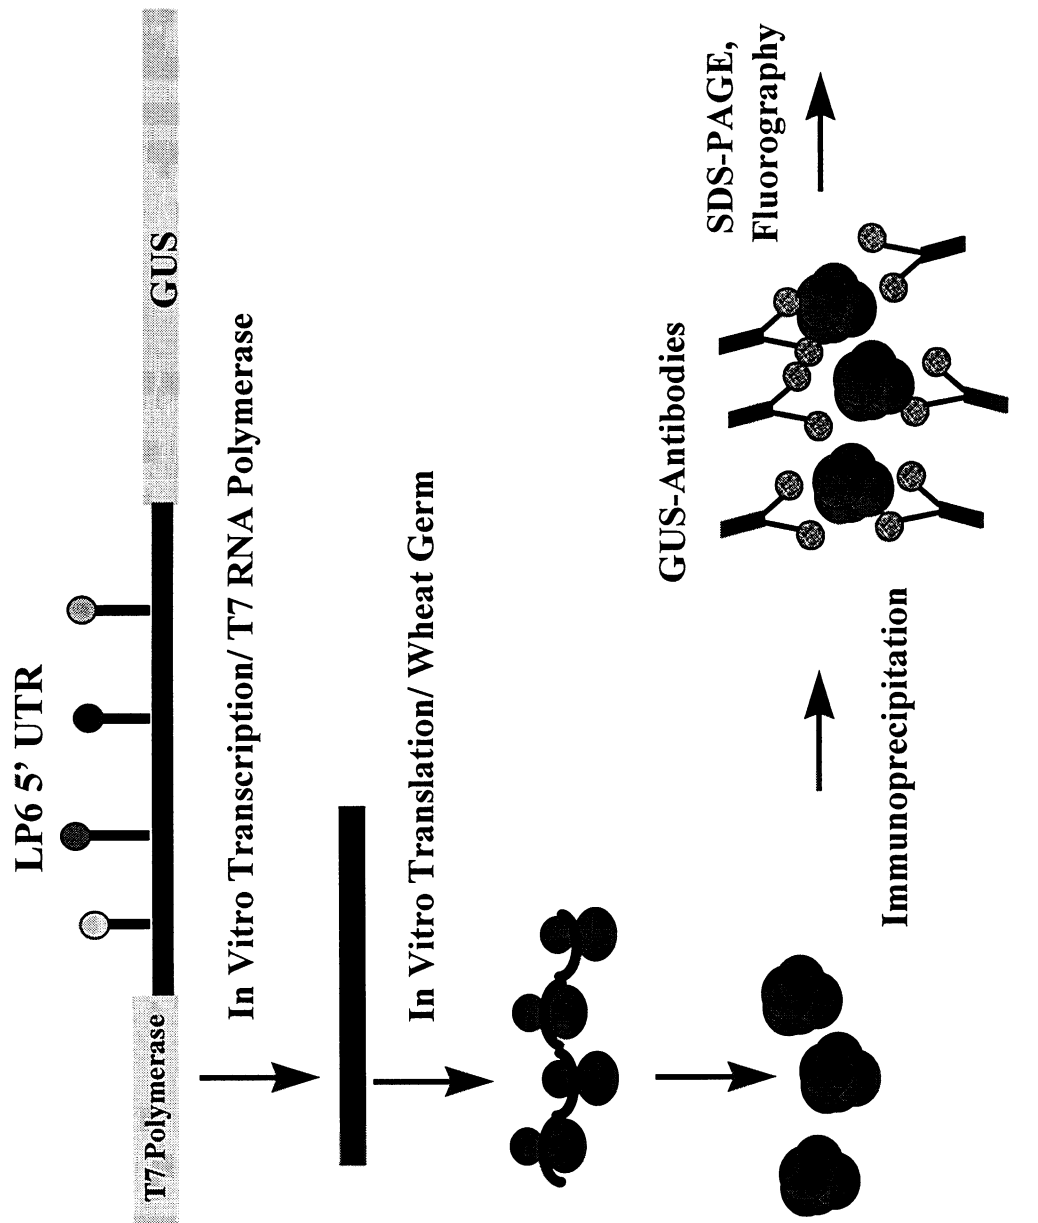 LP6 5' UTR
T7 Polymerase
GUS
In Vitro Transcription/ T7 RNA Polymerase
In Vitro Translation/ Wheat Germ
GUS-Antibodies
SDS-PAGE,
Fluorography
Immunoprecipitation